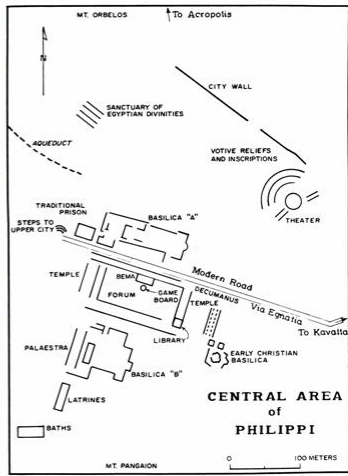 MT. ORBELOS
To Acropolis
N
CITY WALL
SANCTUARY OF
EGYPTIAN DIVINITIES
AQUEDUCT
VOTIVE RELIEFS
AND INSCRIPTIONS
THEATER
TRADITIONAL
PRISON
STEPS TO
UPPER CITY
BASILICA "A"
Modern Road
TEMPLE
BEMA
FORUM
GAME
BOARD
DECUMANUS
Via Egnatia
TEMPLE
To Kavalla
LIBRARY
PALAESTRA
BASILICA "B"
EARLY CHRISTIAN
BASILICA
LATRINES
BATHS
CENTRAL AREA
of
PHILIPPI
0 100 METERS
MT. PANGAION